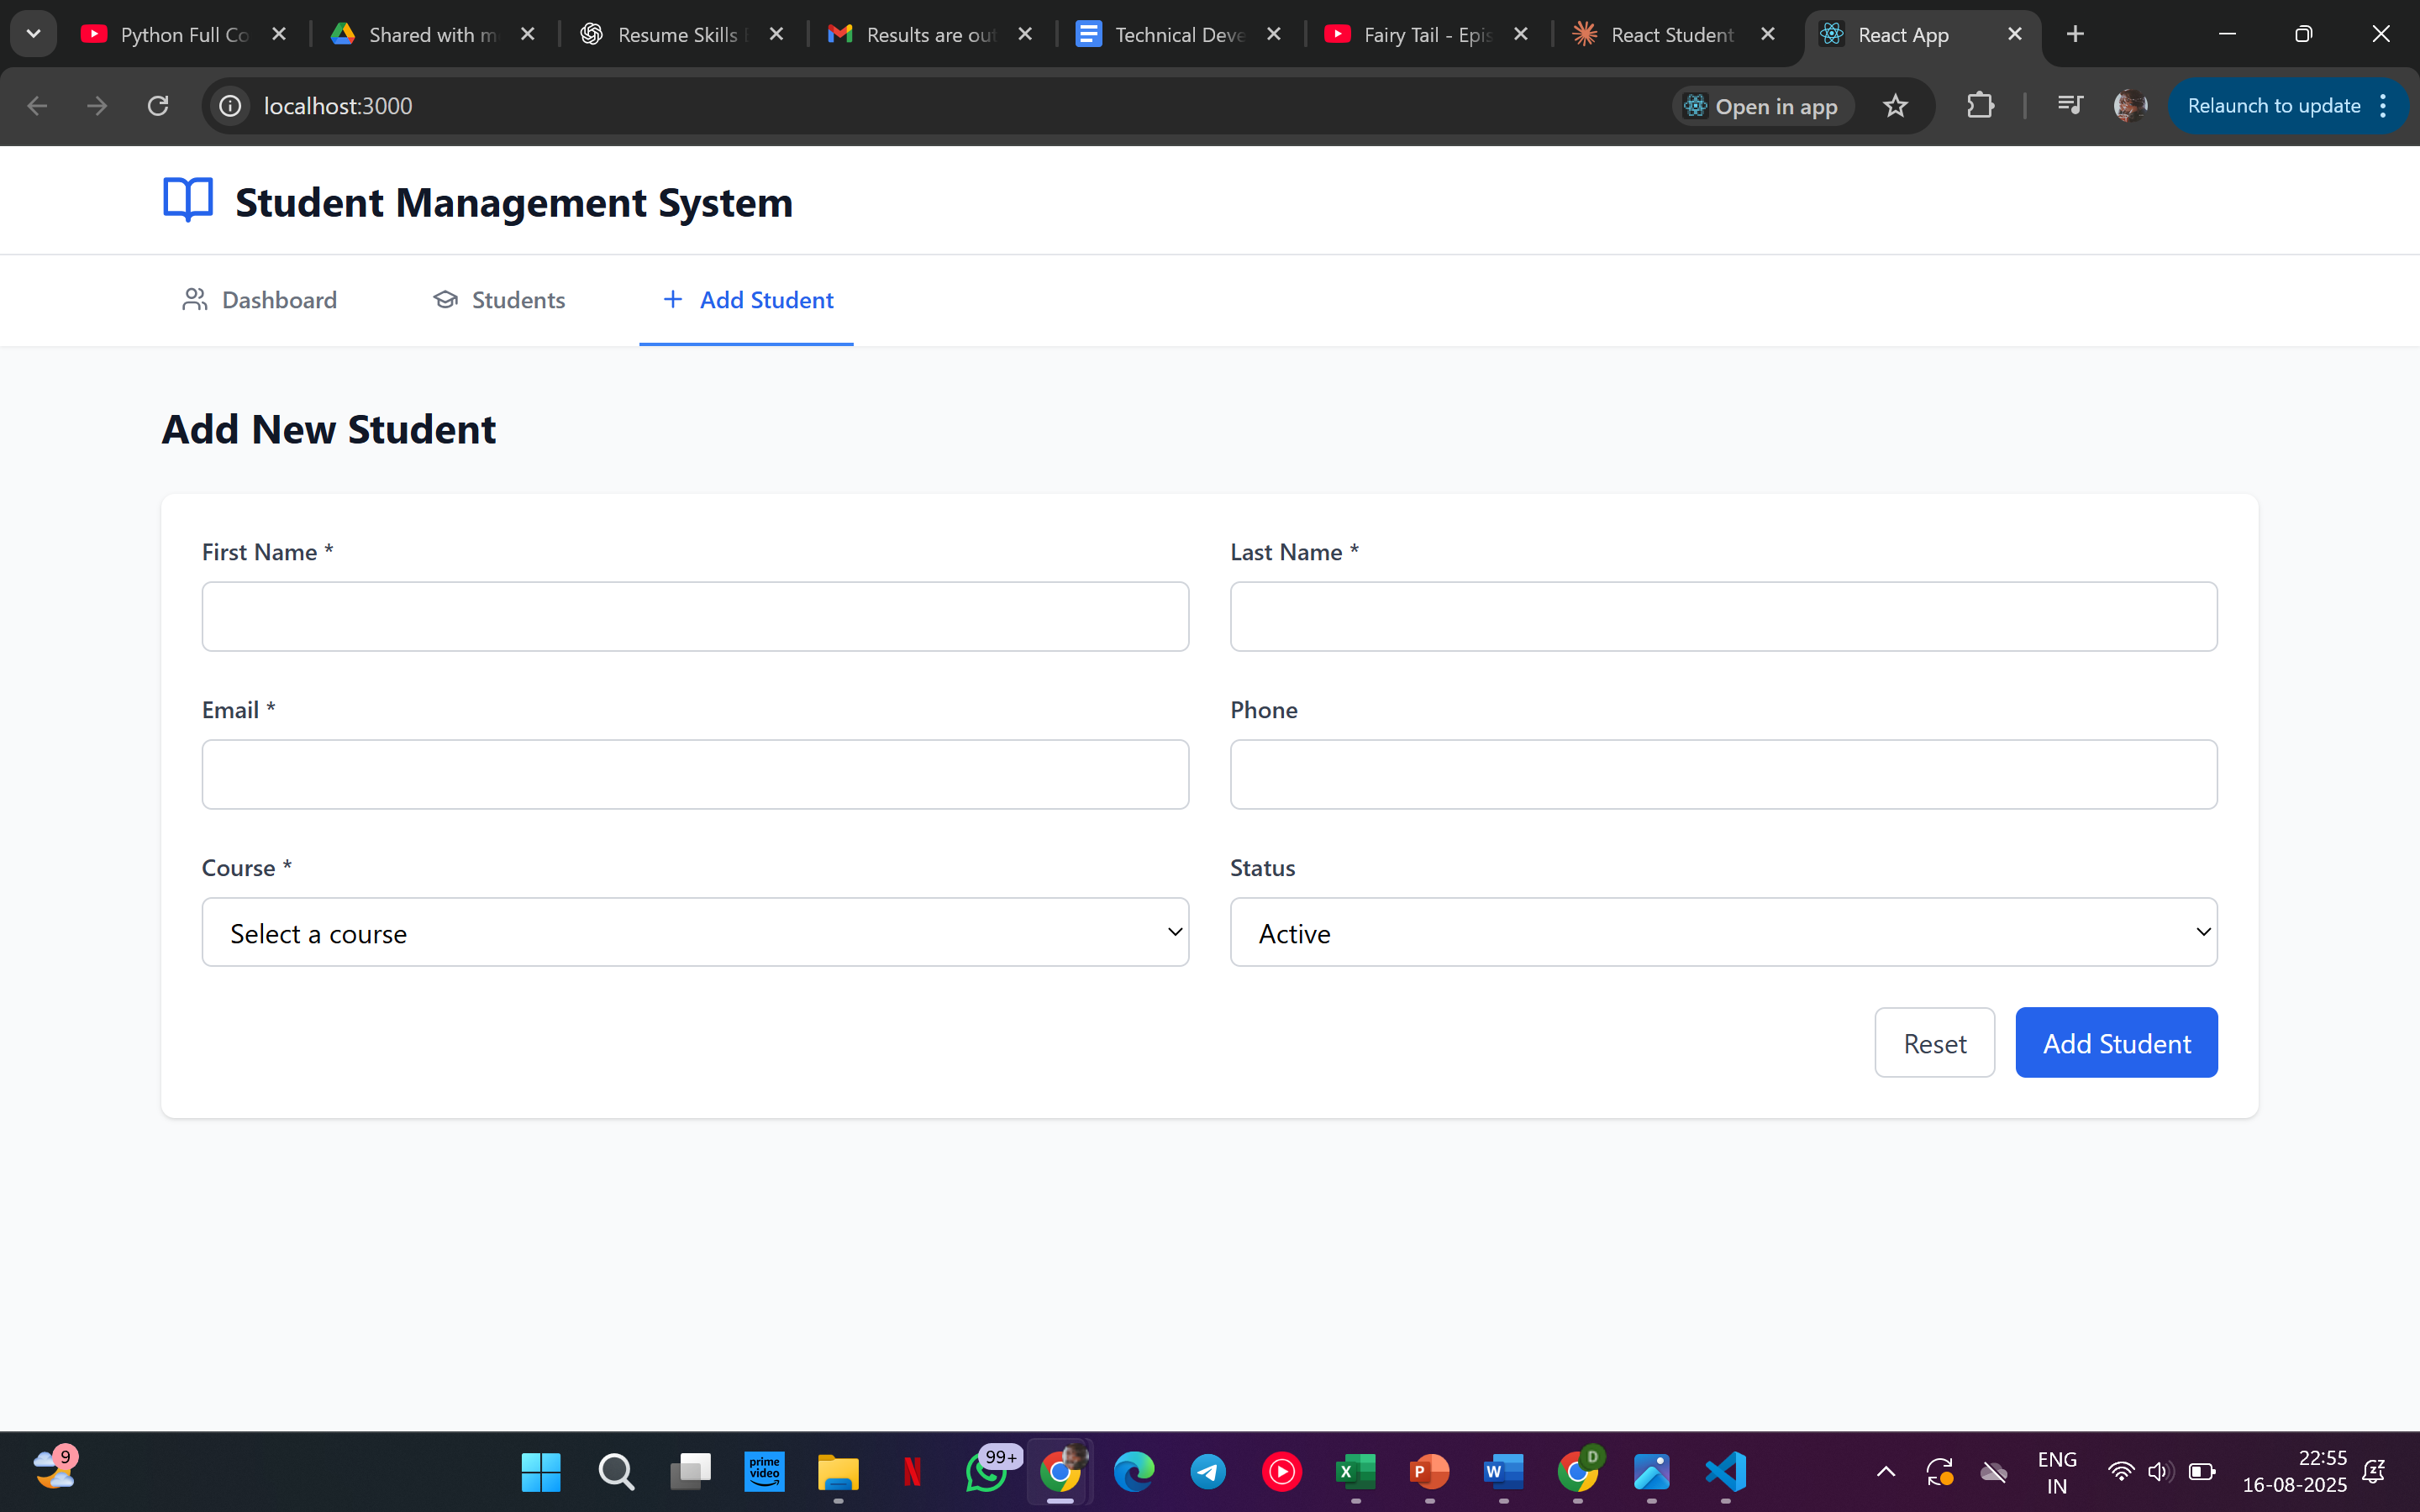 Python Full Co
Shared with m
Resume Skills
Results are out
Technical Deve
Fairy Tail - Epis
React Student
React App
localhost:3000
Open in app
Relaunch to update
Student Management System
Dashboard
Students
Add Student
Add New Student
First Name *
Last Name *
Email *
Phone
Course *
Status
Select a course
Active
Reset
Add Student
9
prime
video
N
99+
X
P
W
D
ENG
IN
22:55
16-08-2025